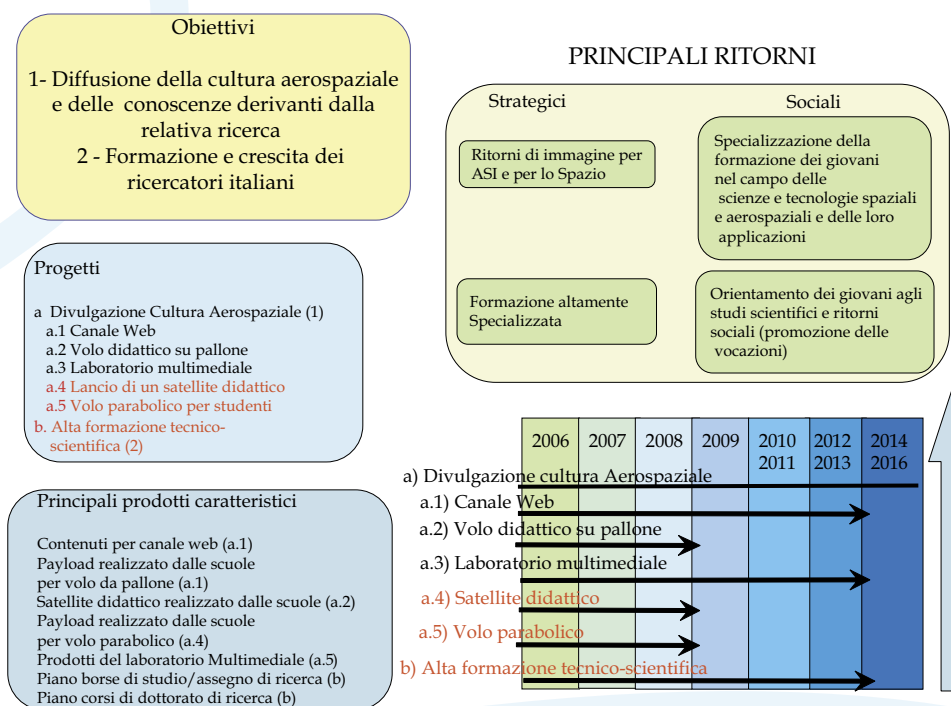 Obiettivi
1- Diffusione della cultura aerospaziale
e delle conoscenze derivanti dalla
relativa ricerca
2 - Formazione e crescita dei
ricercatori italiani
Progetti
a Divulgazione Cultura Aerospaziale (1)
a.1 Canale Web
a.2 Volo didattico su pallone
a.3 Laboratorio multimediale
a.4 Lancio di un satellite didattico
a.5 Volo parabolico per studenti
b. Alta formazione tecnico-
scientifica (2)
Principali prodotti caratteristici
Contenuti per canale web (a.1)
Payload realizzato dalle scuole
per volo da pallone (a.1)
Satellite didattico realizzato dalle scuole (a.2)
Payload realizzato dalle scuole
per volo parabolico (a.4)
Prodotti del laboratorio Multimediale (a.5)
Piano borse di studio/assegno di ricerca (b)
Piano corsi di dottorato di ricerca (b)
PRINCIPALI RITORNI
Strategici
Ritorni di immagine per
ASI e per lo Spazio
Formazione altamente
Specializzata
Sociali
Specializzazione della
formazione dei giovani
nel campo delle
scienze e tecnologie spaziali
e aerospaziali e delle loro
applicazioni
Orientamento dei giovani agli
studi scientifici e ritorni
sociali (promozione delle
vocazioni)
2006 2007 2008 2009 2010 2012 2014
2011 2013 2016
a) Divulgazione cultura Aerospaziale
a.1) Canale Web
a.2) Volo didattico su pallone
a.3) Laboratorio multimediale
a.4) Satellite didattico
a.5) Volo parabolico
b) Alta formazione tecnico-scientifica